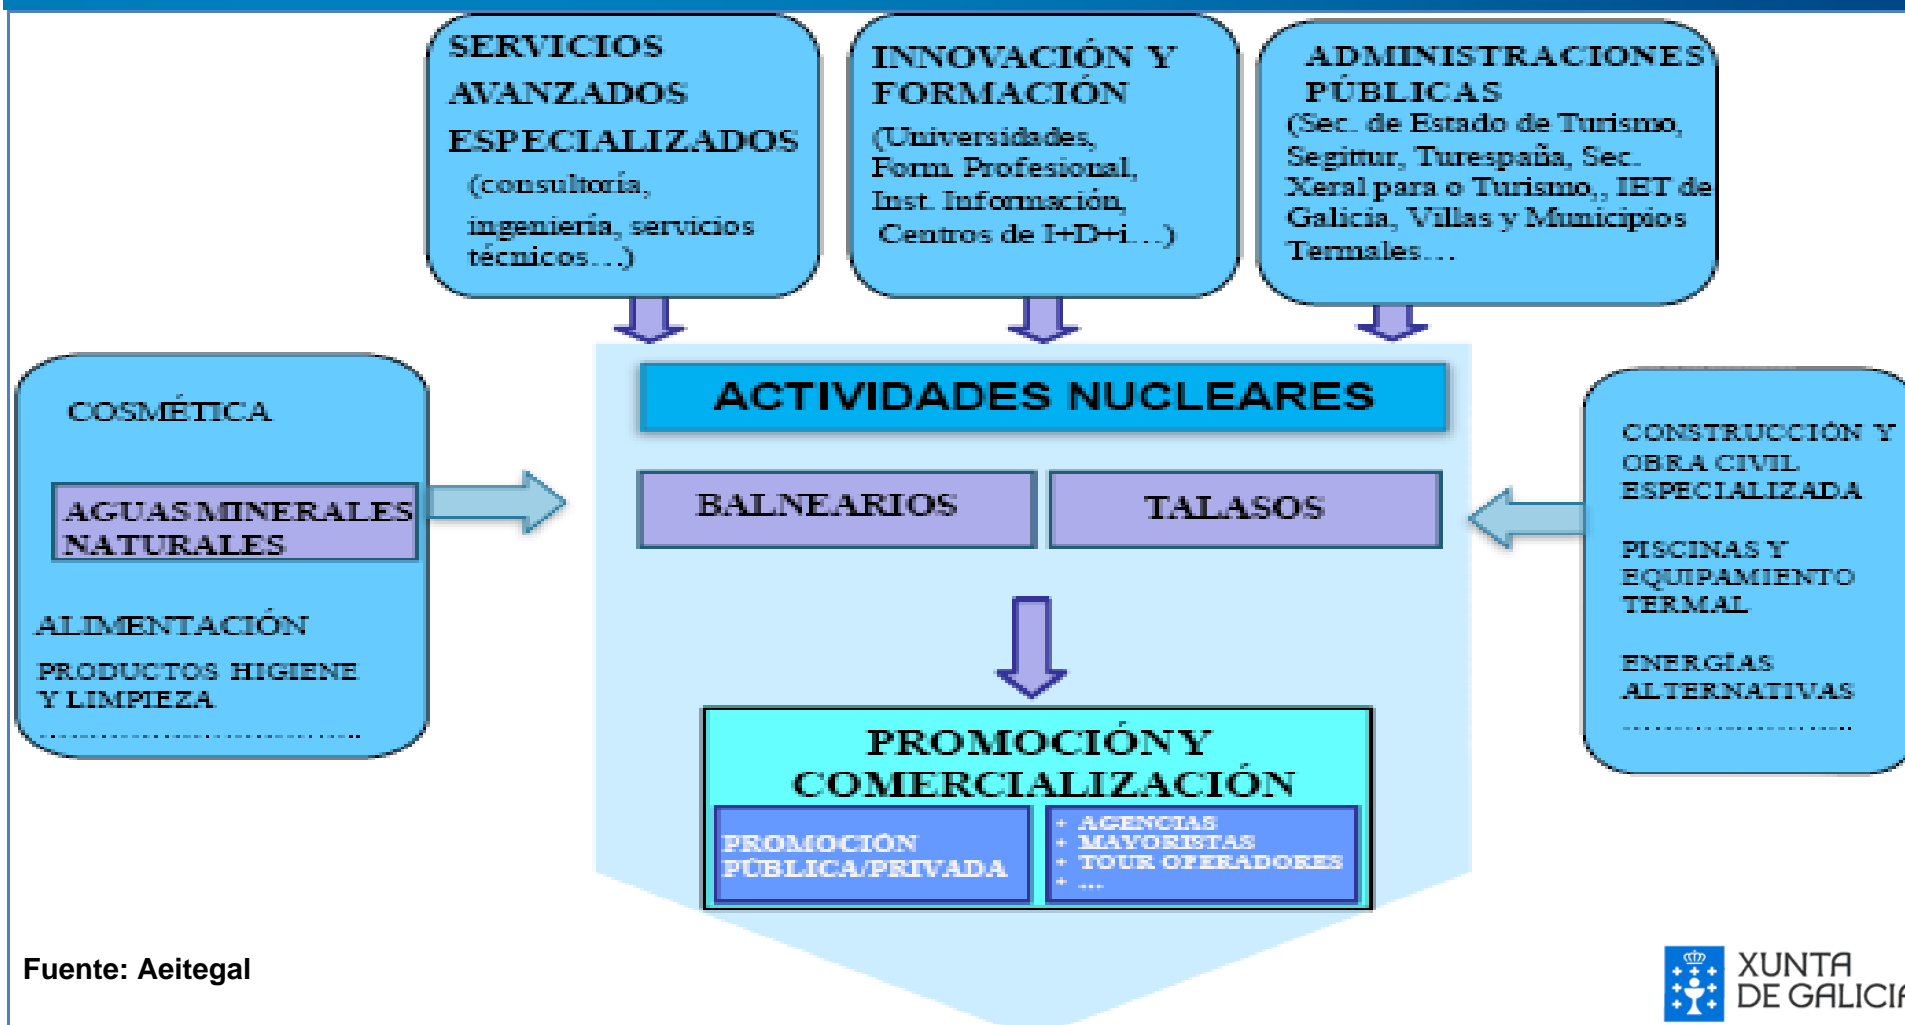 SERVICIOS
AVANZADOS
ESPECIALIZADOS
(consultoría,
ingeniería, servicios
técnicos…)
INNOVACIÓN Y
FORMACIÓN
(Universidades,
Form. Profesional,
Inst. Información,
Centros de I+D+i…)
ADMINISTRACIONES
PÚBLICAS
(Sec. de Estado de Turismo,
Segittur, Turespaña, Sec.
Xeral para o Turismo,, IET de
Galicia, Villas y Municipios
Termales…
COSMÉTICA
AGUAS MINERALES
NATURALES
ALIMENTACIÓN
PRODUCTOS HIGIENE
Y LIMPIEZA
................................
ACTIVIDADES NUCLEARES
BALNEARIOS
TALASOS
CONSTRUCCIÓN Y
OBRA CIVIL
ESPECIALIZADA
PISCINAS Y
EQUIPAMIENTO
TERMAL
ENERGÍAS
ALTERNATIVAS
.......................
PROMOCIÓN Y
COMERCIALIZACIÓN
PROMOCIÓN
PÚBLICA/PRIVADA
+ AGENCIAS
+ MAYORISTAS
+ TOUR OPERADORES
+ ...
Fuente: Aeitegal
XUNTA
DE GALICIA